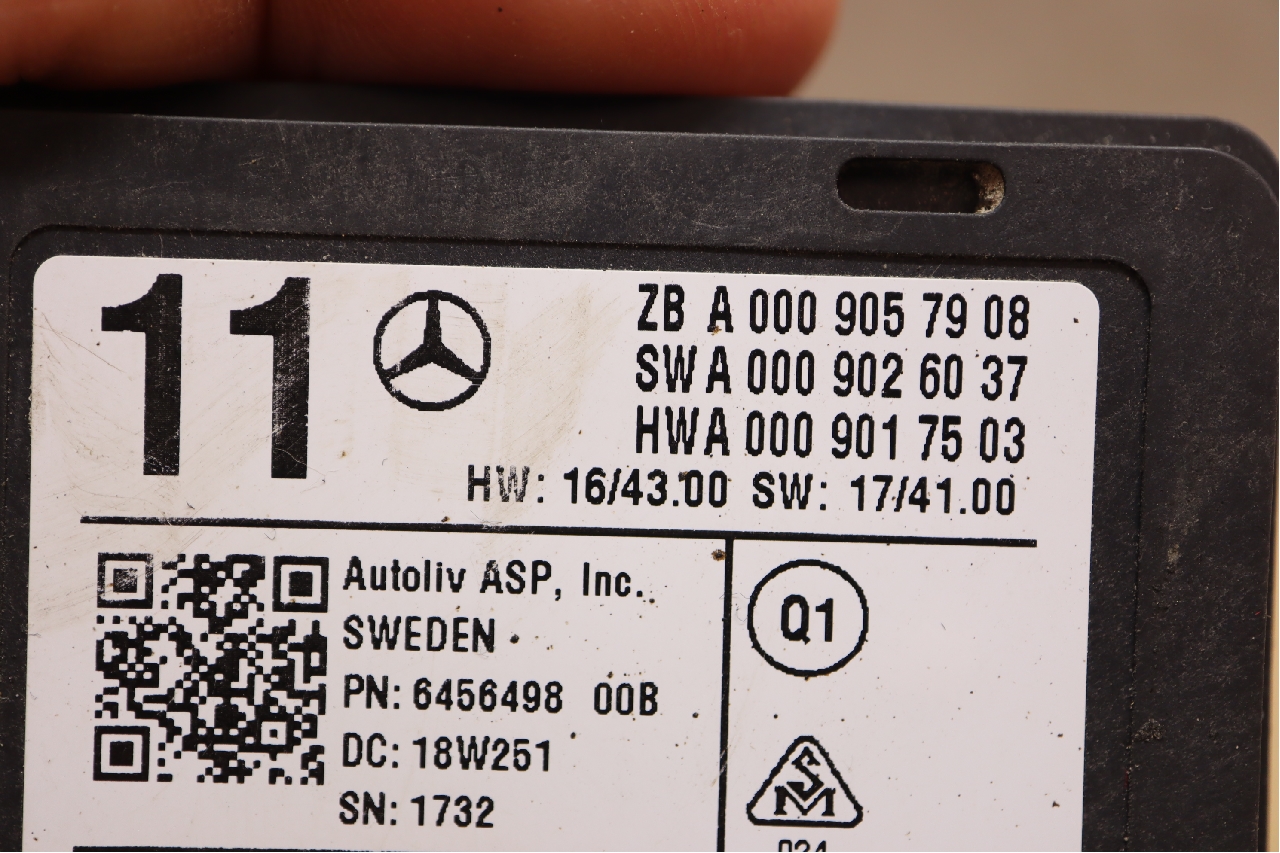 11
ZB A 000 905 79 08
SW A 000 902 60 37
HW A 000 901 75 03
HW: 16/43.00 SW: 17/41.00
Autoliv ASP, Inc.
SWEDEN
PN: 6456498 00B
DC: 18W251
SN: 1732
Q1
S
M